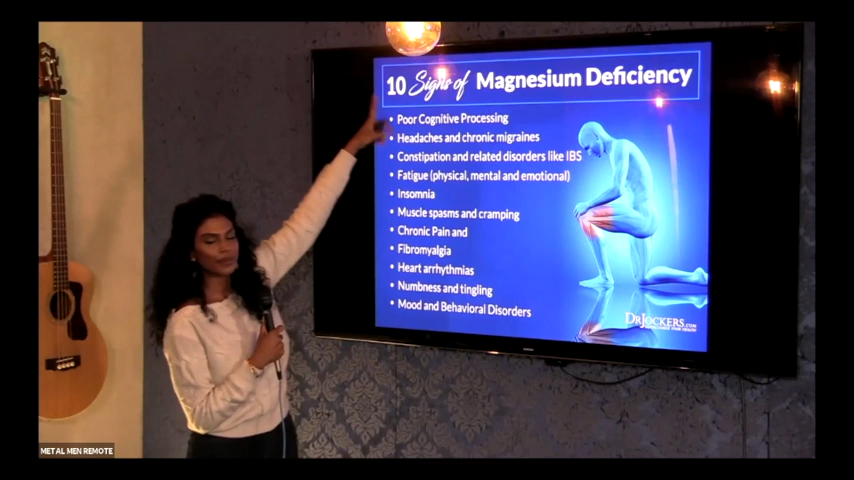 10 Signs of Magnesium Deficiency
• Poor Cognitive Processing
• Headaches and chronic migraines
• Constipation and related disorders like IBS
• Fatigue (physical, mental and emotional)
• Insomnia
• Muscle spasms and cramping
• Chronic Pain and
• Fibromyalgia
• Heart arrhythmias
• Numbness and tingling
• Mood and Behavioral Disorders
DRJOCKERS.COM
METAL MEN REMOTE